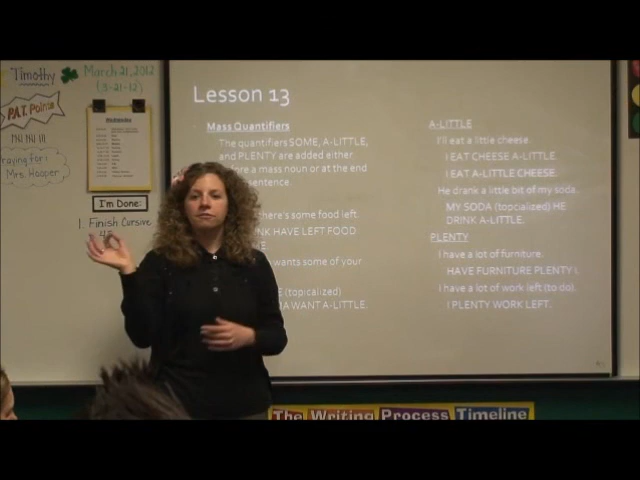 Timothy
March 21, 2012
(3-21-12)
P.A.T. Points
Praying for:
Mrs. Hooper
I'm Done:
1. Finish Cursive
Lesson 13
Mass Quantifiers
The quantifiers SOME, A-LITTLE,
and PLENTY are added either
before a mass noun or at the end
sentence.
there's some food left.
HAVE LEFT FOOD
wants some of your
(topicalized)
WANT A-LITTLE.
A-LITTLE
I'll eat a little cheese.
I EAT CHEESE A-LITTLE.
I EAT A-LITTLE CHEESE.
He drank a little bit of my soda.
MY SODA (topcialized) HE
DRINK A-LITTLE.
PLENTY
I have a lot of furniture.
HAVE FURNITURE PLENTY I.
I have a lot of work left (to do).
I PLENTY WORK LEFT.
The Writing Process Timeline